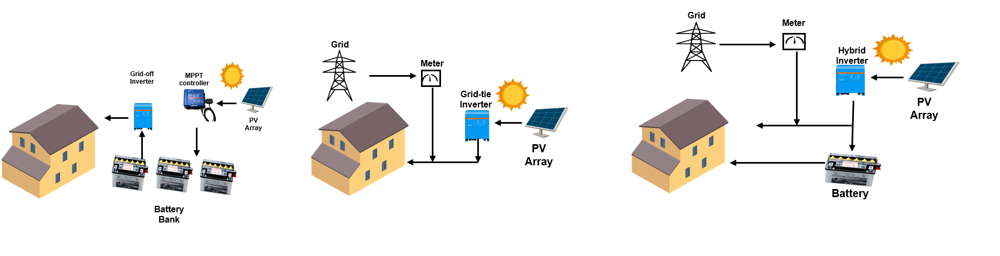 Grid-off
Inverter
MPPT
controller
PV
Array
Battery
Bank
Grid
Meter
Grid-tie
Inverter
PV
Array
Grid
Meter
Hybrid
Inverter
PV
Array
Battery